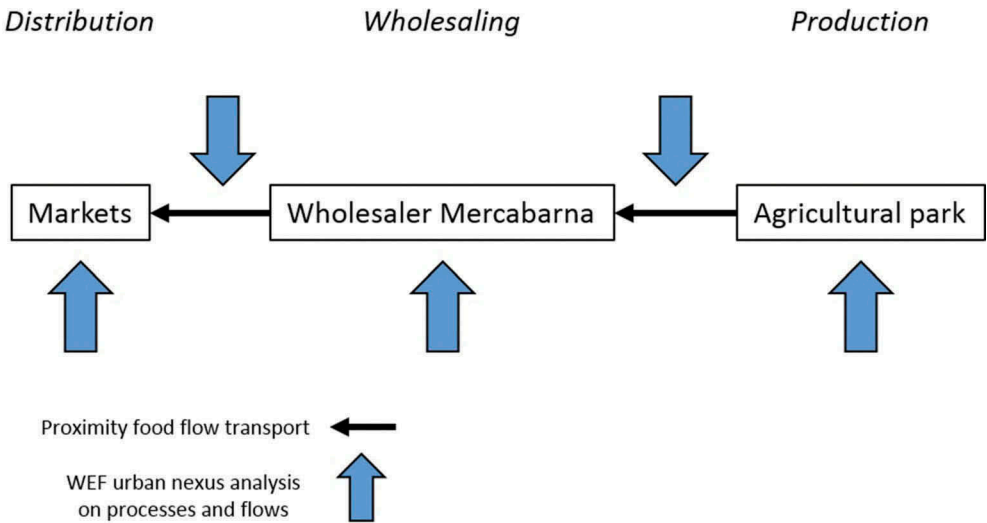 Distribution
Wholesaling
Production
Markets
Wholesaler Mercabarna
Agricultural park
Proximity food flow transport
WEF urban nexus analysis
on processes and flows